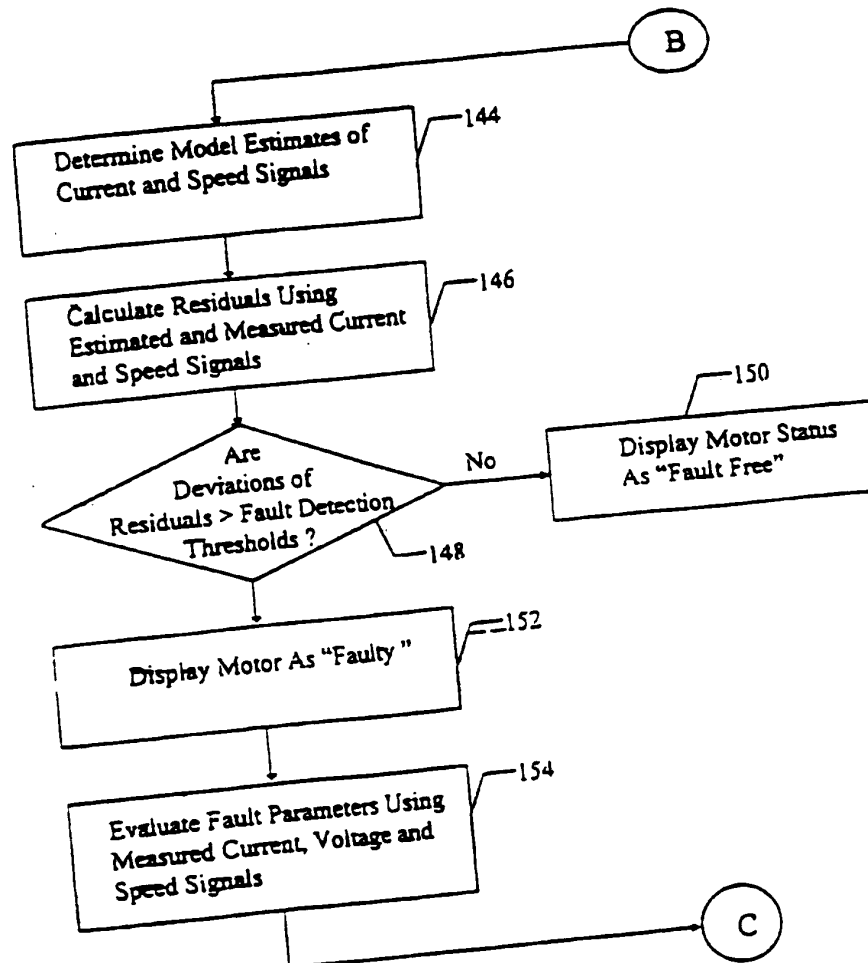 B
144
Determine Model Estimates of
Current and Speed Signals
146
Calculate Residuals Using
Estimated and Measured Current
and Speed Signals
150
Display Motor Status
As “Fault Free”
No
Are
Deviations of
Residuals > Fault Detection
Thresholds ?
148
152
Display Motor As “Faulty”
154
Evaluate Fault Parameters Using
Measured Current, Voltage and
Speed Signals
C